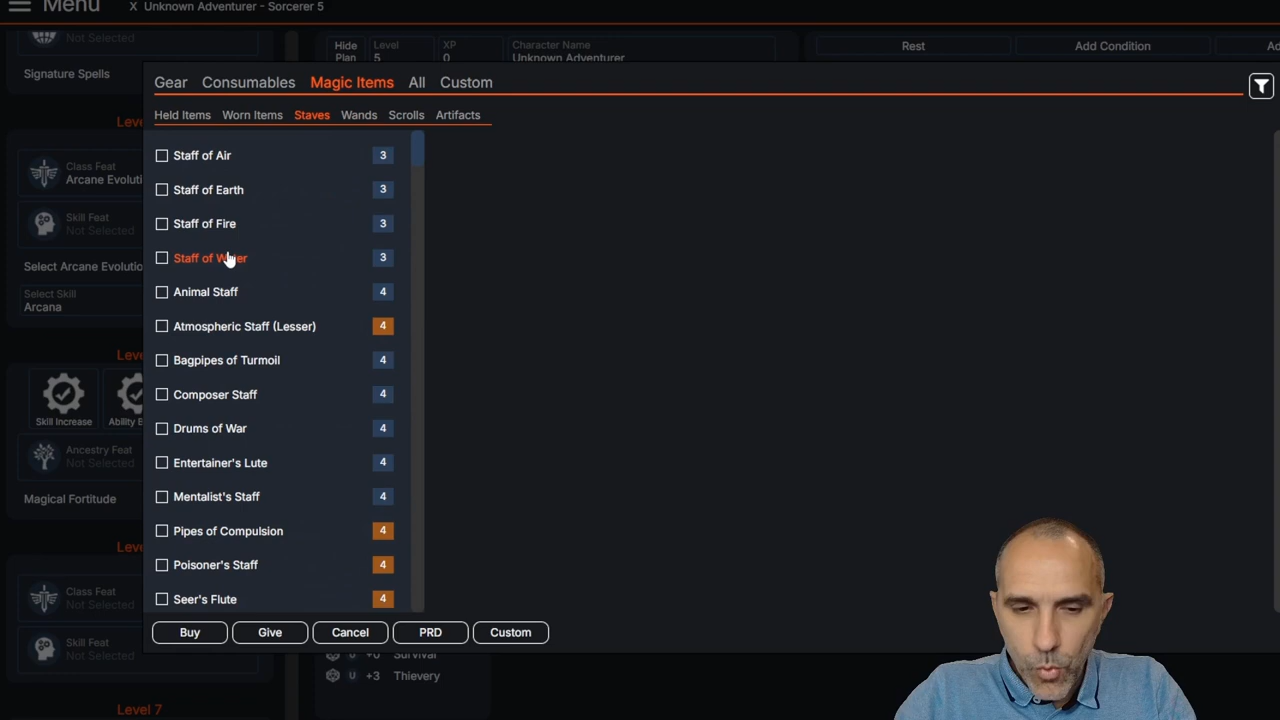 Menu
X Unknown Adventurer - Sorcerer 5
Not Selected
Signature Spells
Hide
Plan
Level
5
XP
0
Character Name
Unknown Adventurer
Rest
Add Condition
Gear Consumables Magic Items All Custom
Held Items Worn Items Staves Wands Scrolls Artifacts
Class Feat
Arcane Evoluti
Skill Feat
Not Selected
Select Arcane Evolutio
Select Skill
Arcana
Skill Increase
Ancestry Feat
Not Selected
Magical Fortitude
Class Feat
Not Selected
Skill Feat
Not Selected
Level 7
Staff of Air 3
Staff of Earth 3
Staff of Fire 3
Staff of 3
Animal Staff 4
Atmospheric Staff (Lesser) 4
Bagpipes of Turmoil 4
Composer Staff 4
Drums of War 4
Entertainer's Lute 4
Mentalist's Staff 4
Pipes of Compulsion 4
Poisoner's Staff 4
Seer's Flute 4
Buy Give Cancel PRD Custom
U +0 Survival
U +3 Thievery